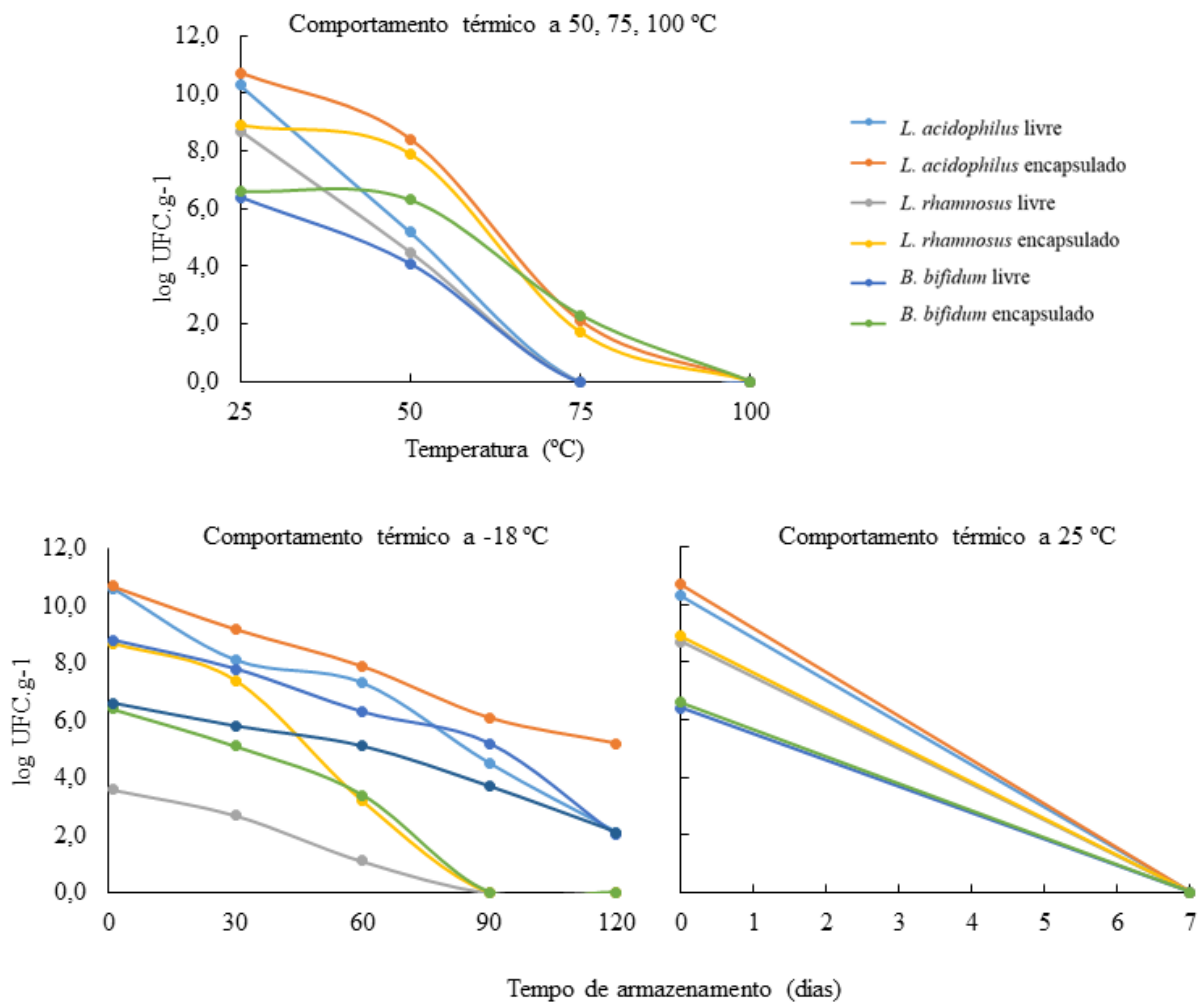 Comportamento térmico a 50, 75, 100 ºC
12,0
10,0
8,0
6,0
4,0
2,0
0,0
log UFC.g-1
25 50 75 100
Temperatura (ºC)
L. acidophilus livre
L. acidophilus encapsulado
L. rhamnosus livre
L. rhamnosus encapsulado
B. bifidum livre
B. bifidum encapsulado
Comportamento térmico a -18 ºC
12,0
10,0
8,0
6,0
4,0
2,0
0,0
log UFC.g-1
0 30 60 90 120
Comportamento térmico a 25 ºC
0 1 2 3 4 5 6 7
Tempo de armazenamento (dias)